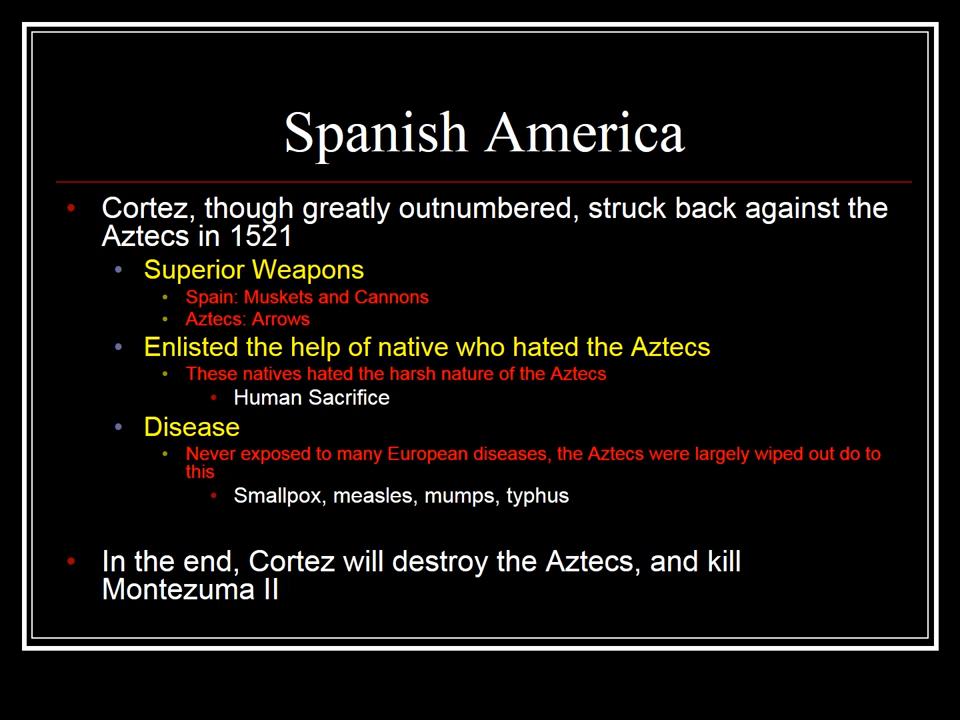 Spanish America
• Cortez, though greatly outnumbered, struck back against the
Aztecs in 1521
• Superior Weapons
• Spain: Muskets and Cannons
• Aztecs: Arrows
• Enlisted the help of native who hated the Aztecs
• These natives hated the harsh nature of the Aztecs
• Human Sacrifice
• Disease
• Never exposed to many European diseases, the Aztecs were largely wiped out do to
this
• Smallpox, measles, mumps, typhus
• In the end, Cortez will destroy the Aztecs, and kill
Montezuma II